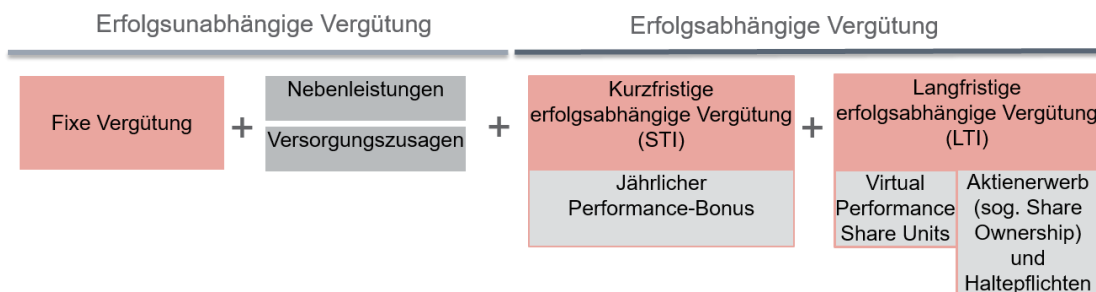 Erfolgsunabhängige Vergütung
Erfolgsabhängige Vergütung
Fixe Vergütung
+
Nebenleistungen
Versorgungszusagen
+
Kurzfristige
erfolgsabhängige Vergütung
(STI)
Jährlicher
Performance-Bonus
+
Langfristige
erfolgsabhängige Vergütung
(LTI)
Virtual
Performance
Share Units
Aktienerwerb
(sog. Share
Ownership)
und
Haltepflichten